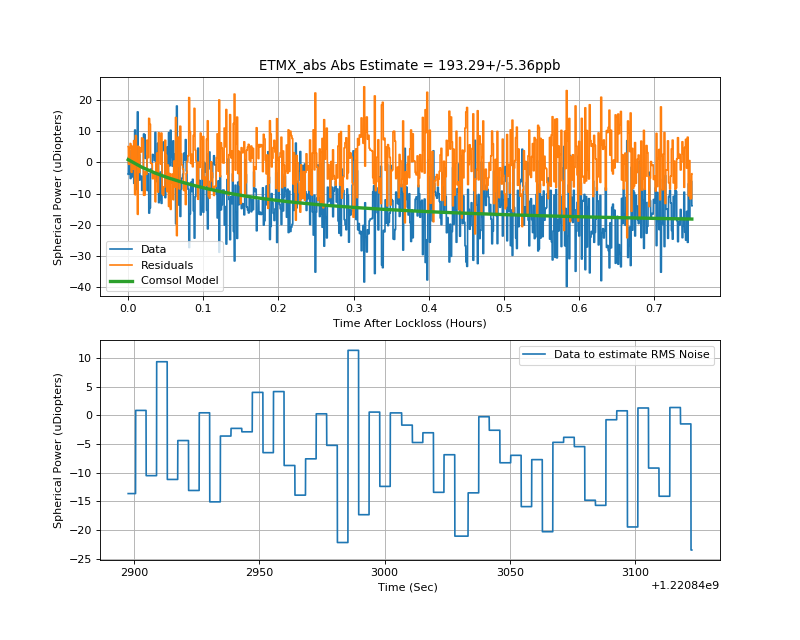 ETMX_abs Abs Estimate = 193.29+/-5.36ppb
Spherical Power (uDiopters)
20
10
0
−10
−20
−30
−40
Data
Residuals
Comsol Model
0.0 0.1 0.2 0.3 0.4 0.5 0.6 0.7
Time After Lockloss (Hours)
Spherical Power (uDiopters)
10
5
0
−5
−10
−15
−20
−25
Data to estimate RMS Noise
2900 2950 3000 3050 3100
+1.22084e9
Time (Sec)